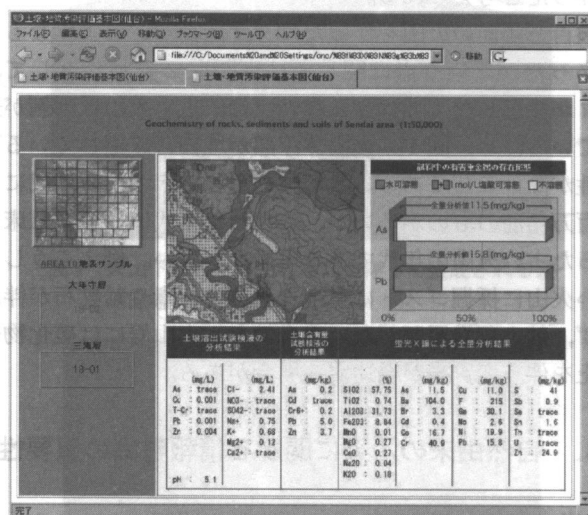 土壌・地質汚染評価基本図(仙台) - Mozilla Firefox
ファイル(F) 編集(E) 表示(V) 移動(G) ブックマーク(B) ツール(T) ヘルプ(H)
移動
土壌・地質汚染評価基本図(仙台) 土壌・地質汚染評価基本図(仙台)
Geochemistry of rocks, sediments and soils of Sendai area (1:50,000)
地表サンプル
三滝層
18-01
試料中の有害重金属の存在形態
水可溶態 1mol/L塩酸可溶態 不溶態
全量分析値11.5(mg/kg)
As
全量分析値15.8(mg/kg)
Pb
0% 50% 100%
土壌溶出試験検液の分析結果
(mg/L) (mg/L)
As : trace Cl- : 2.41
Cu : 0.001 NO3- : trace
T-Cr : trace SO42- : trace
Pb : 0.001 Na+ : 0.75
Zn : 0.004 K+ : 0.68
Mg2+ : 0.12
Ca2+ : trace
pH : 5.1
土壌含有量試験検液の分析結果
(mg/kg)
As : 0.2
Cd : trace
Cr6+ : 0.2
Pb : 5.0
Zn : 3.7
蛍光X線による全量分析結果
(%) (mg/kg) (mg/kg) (mg/kg)
SiO2 : 57.75 As : 11.5 Cu : 11.0 S : 41
TiO2 : 0.74 Ba : 104.0 F : 215 Sb : 0.9
Al2O3 : 31.73 Br : 3.3 Ga : 30.1 Se : trace
Fe2O3 : 8.64 Cd : 0.4 Mo : 2.6 Sn : 1.6
MnO : 0.01 Co : 16.7 Ni : 19.9 Th : trace
MgO : 0.27 Cr : 40.9 Pb : 15.8 U : trace
CaO : 0.27 Zn : 24.9
Na2O : 0.04
K2O : 0.18
完了